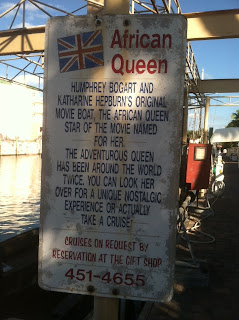 African
Queen
HUMPHREY BOGART AND
KATHARINE HEPBURN'S ORIGINAL
MOVIE BOAT, THE AFRICAN QUEEN
STAR OF THE MOVIE NAMED
FOR HER.
THE ADVENTUROUS QUEEN
HAS BEEN AROUND THE WORLD
TWICE. YOU CAN LOOK HER
OVER FOR A UNIQUE NOSTALGIC
EXPERIENCE OR ACTUALLY
TAKE A CRUISE!
CRUISES ON REQUEST BY
RESERVATION AT THE GIFT SHOP
451-4655